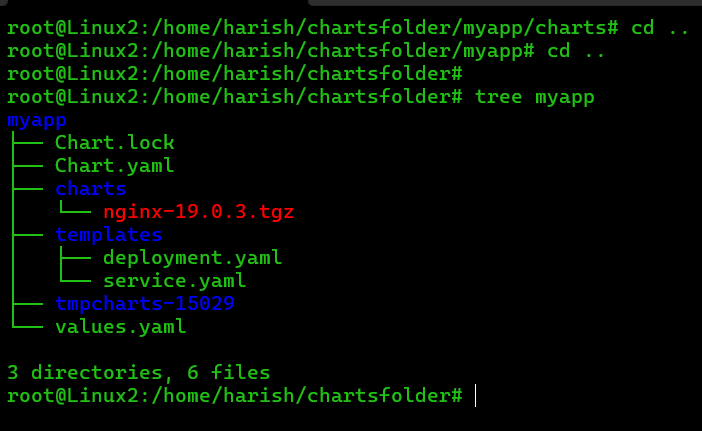 root@Linux2:/home/harish/chartsfolder/myapp/charts# cd ..
root@Linux2:/home/harish/chartsfolder/myapp# cd ..
root@Linux2:/home/harish/chartsfolder#
root@Linux2:/home/harish/chartsfolder# tree myapp
myapp
├── Chart.lock
├── Chart.yaml
├── charts
│   └── nginx-19.0.3.tgz
├── templates
│   ├── deployment.yaml
│   └── service.yaml
├── tmpcharts-15029
└── values.yaml

3 directories, 6 files
root@Linux2:/home/harish/chartsfolder#